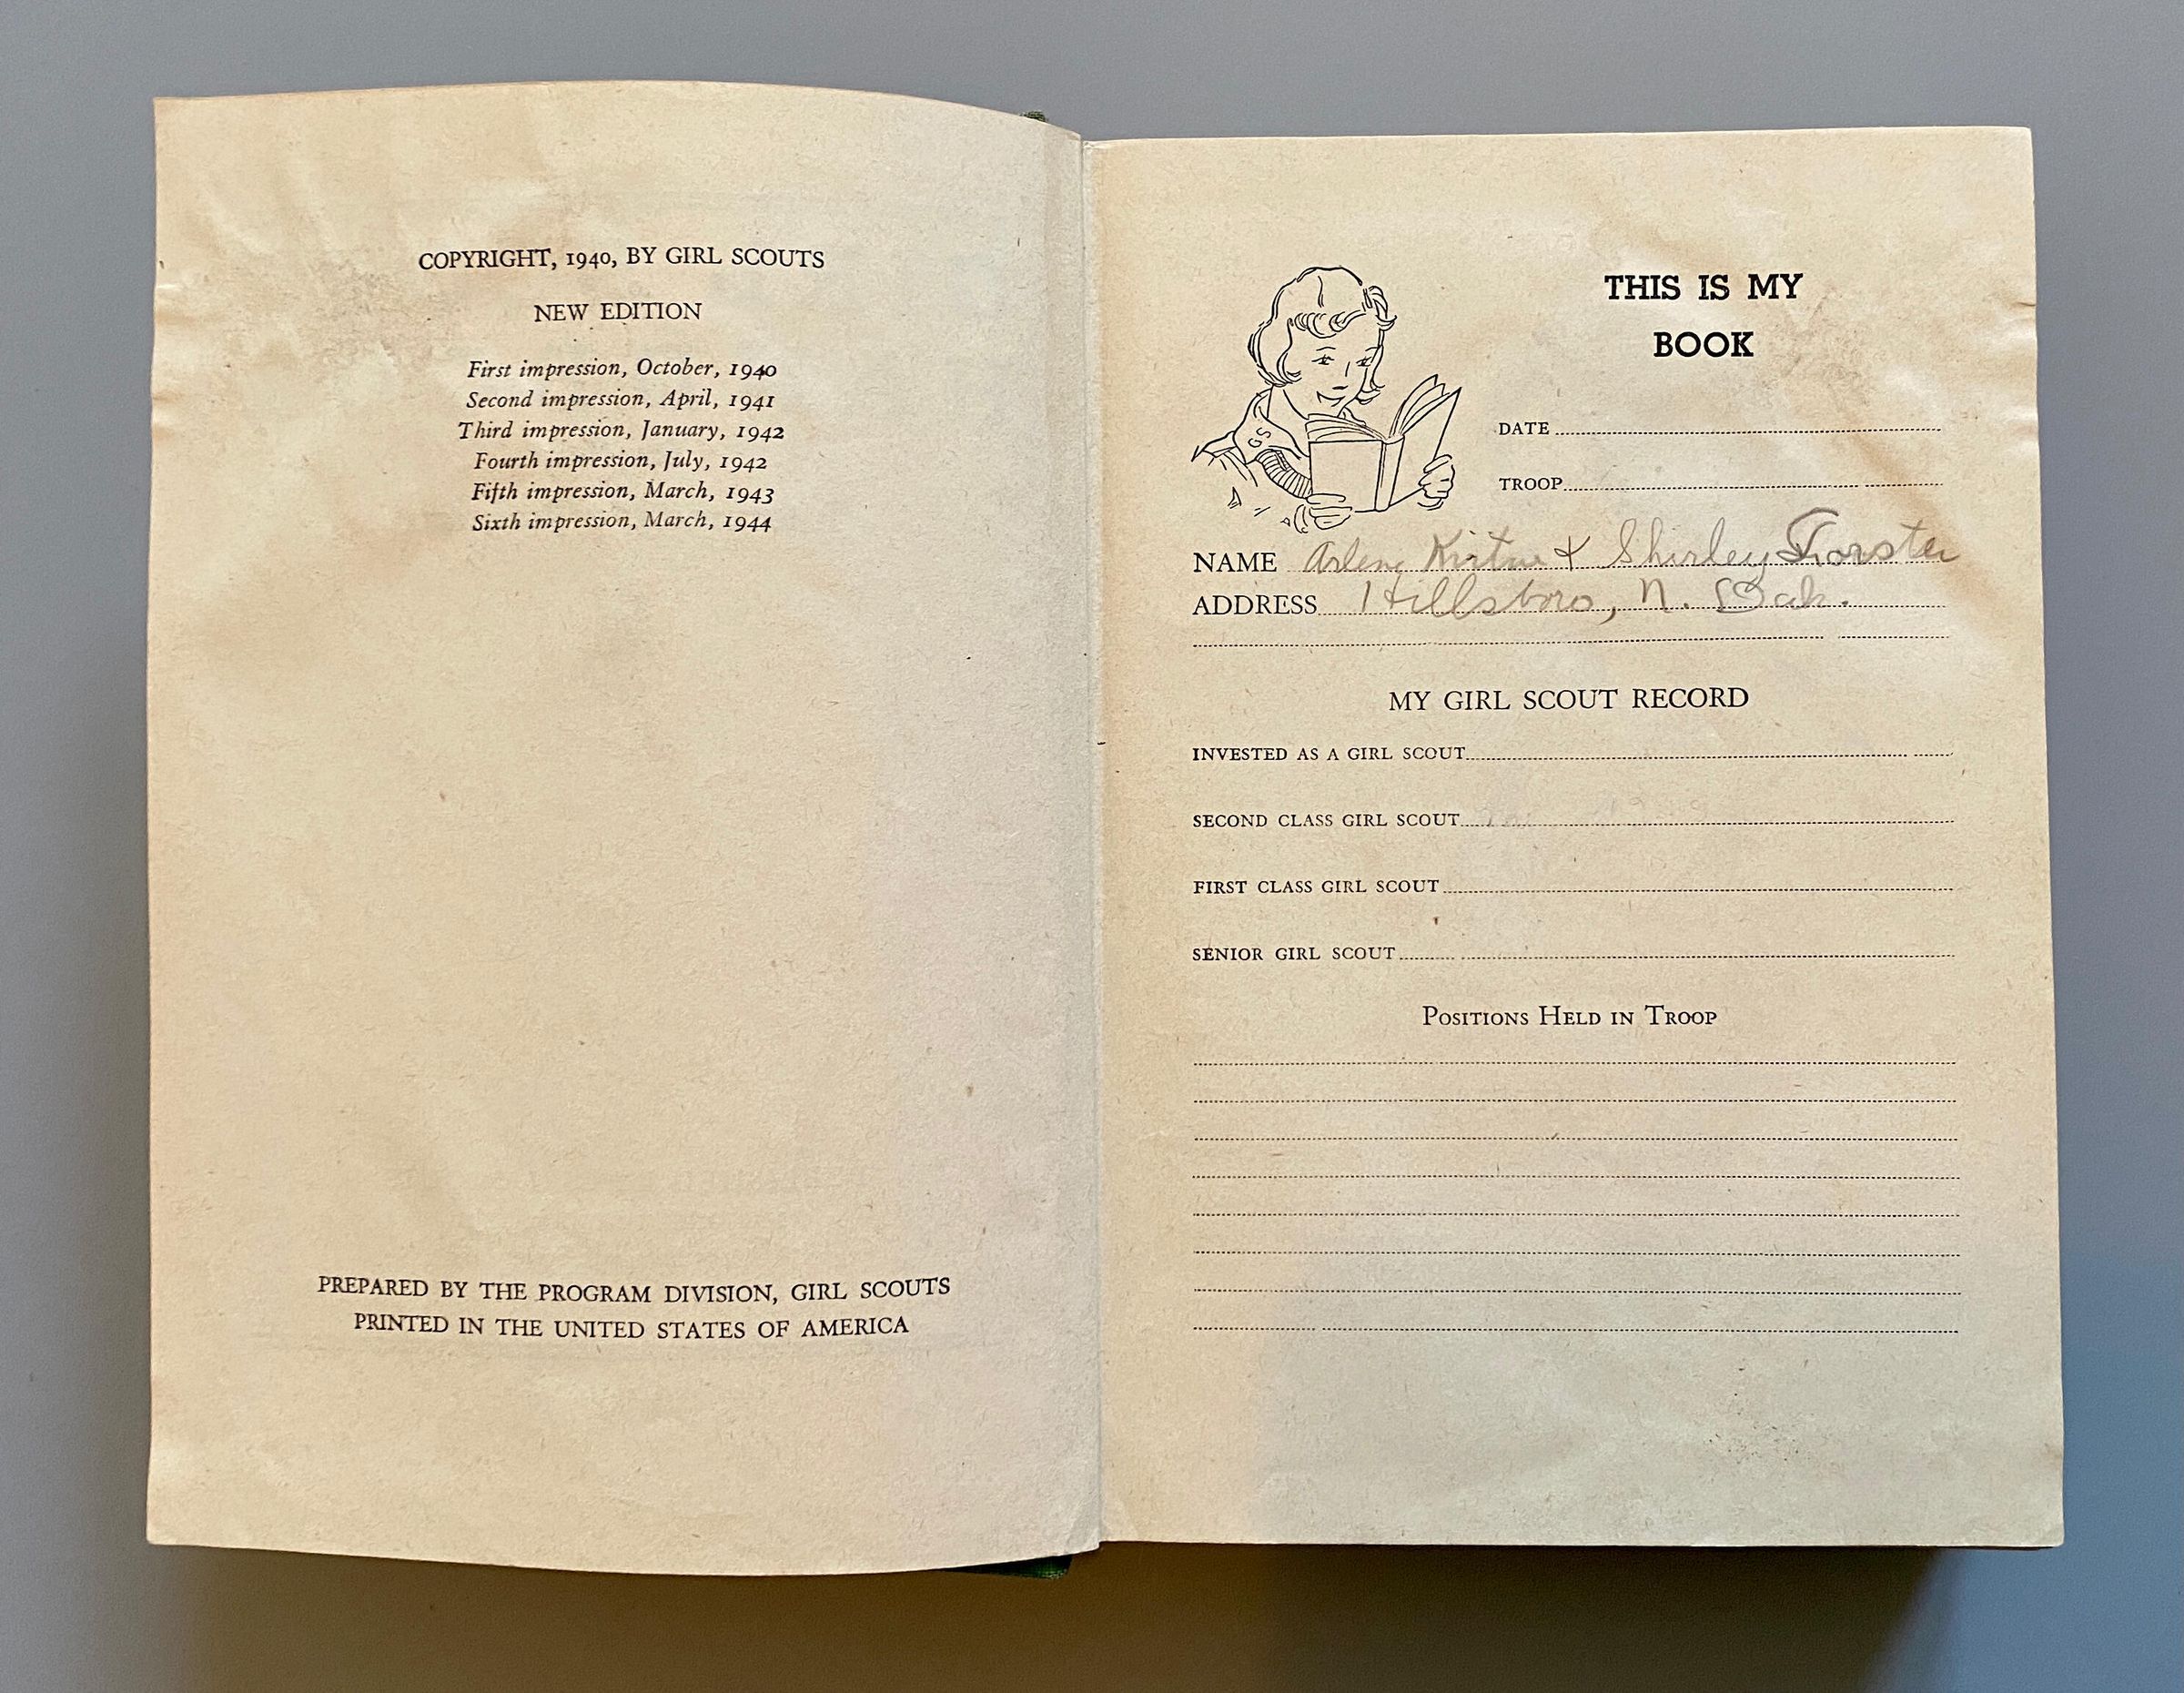 COPYRIGHT, 1940, BY GIRL SCOUTS
NEW EDITION
First impression, October, 1940
Second impression, April, 1941
Third impression, January, 1942
Fourth impression, July, 1942
Fifth impression, March, 1943
Sixth impression, March, 1944
PREPARED BY THE PROGRAM DIVISION, GIRL SCOUTS
PRINTED IN THE UNITED STATES OF AMERICA
THIS IS MY
BOOK
GS
DATE
TROOP
NAME Arlene & Shirley Forster
ADDRESS Hillsboro, N. Dak.
MY GIRL SCOUT RECORD
INVESTED AS A GIRL SCOUT
SECOND CLASS GIRL SCOUT
FIRST CLASS GIRL SCOUT
SENIOR GIRL SCOUT
POSITIONS HELD IN TROOP